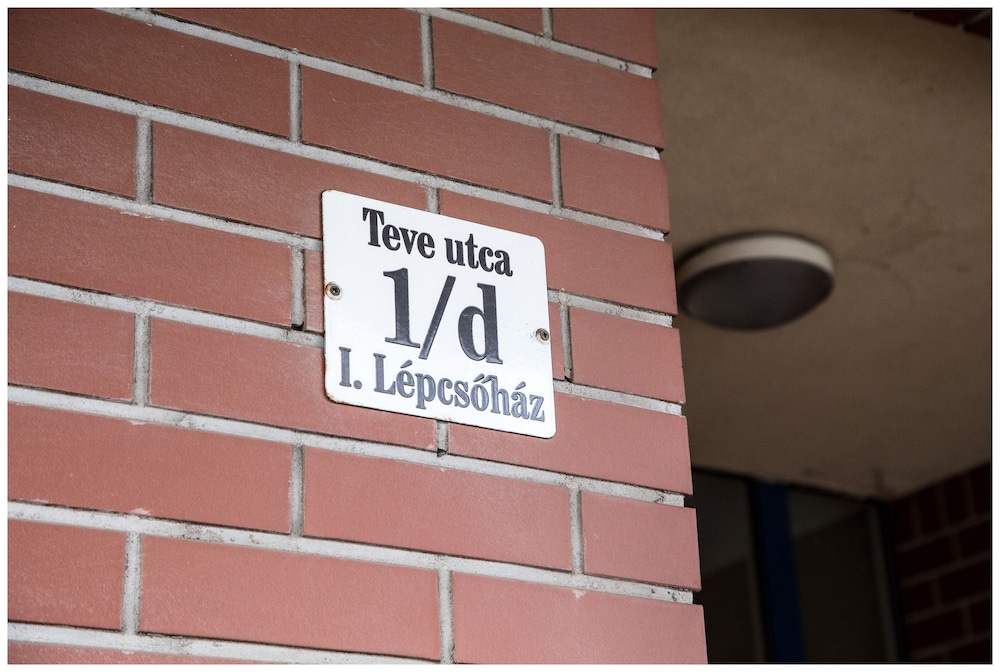 Teve utca
1/d
I. Lépcsőház